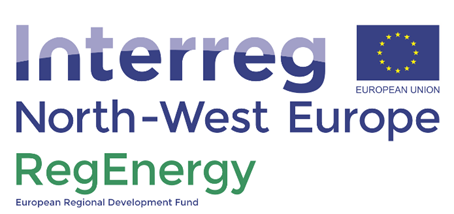 Interreg
EUROPEAN UNION
North-West Europe
RegEnergy
European Regional Development Fund